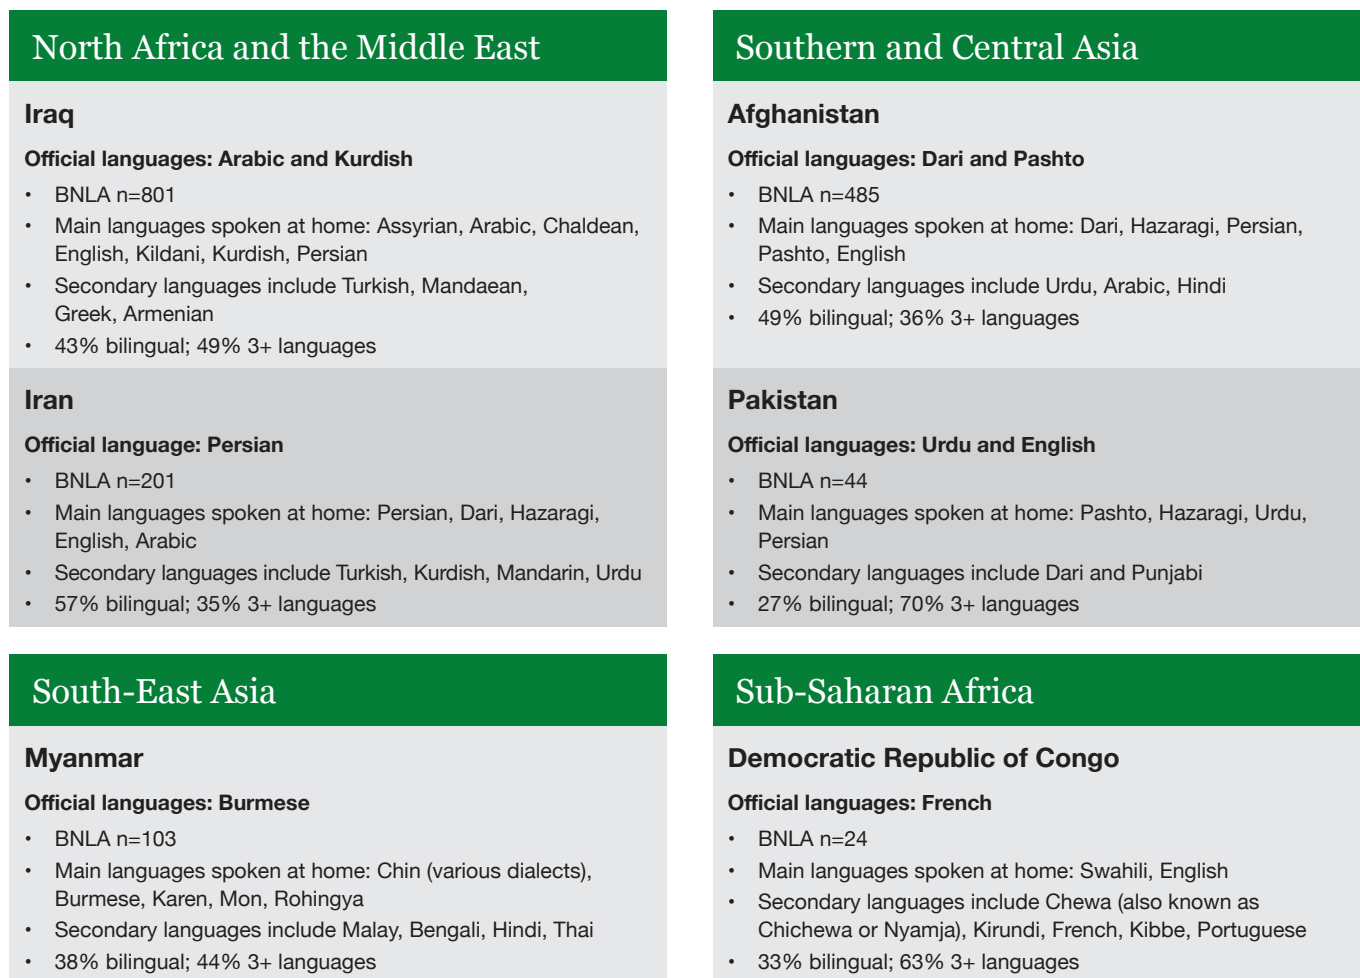 North Africa and the Middle East
Iraq
Official languages: Arabic and Kurdish
• BNLA n=801
• Main languages spoken at home: Assyrian, Arabic, Chaldean,
English, Kildani, Kurdish, Persian
• Secondary languages include Turkish, Mandaean,
Greek, Armenian
• 43% bilingual; 49% 3+ languages
Iran
Official language: Persian
• BNLA n=201
• Main languages spoken at home: Persian, Dari, Hazaragi,
English, Arabic
• Secondary languages include Turkish, Kurdish, Mandarin, Urdu
• 57% bilingual; 35% 3+ languages
Southern and Central Asia
Afghanistan
Official languages: Dari and Pashto
• BNLA n=485
• Main languages spoken at home: Dari, Hazaragi, Persian,
Pashto, English
• Secondary languages include Urdu, Arabic, Hindi
• 49% bilingual; 36% 3+ languages
Pakistan
Official languages: Urdu and English
• BNLA n=44
• Main languages spoken at home: Pashto, Hazaragi, Urdu,
Persian
• Secondary languages include Dari and Punjabi
• 27% bilingual; 70% 3+ languages
South-East Asia
Myanmar
Official languages: Burmese
• BNLA n=103
• Main languages spoken at home: Chin (various dialects),
Burmese, Karen, Mon, Rohingya
• Secondary languages include Malay, Bengali, Hindi, Thai
• 38% bilingual; 44% 3+ languages
Sub-Saharan Africa
Democratic Republic of Congo
Official languages: French
• BNLA n=24
• Main languages spoken at home: Swahili, English
• Secondary languages include Chewa (also known as
Chichewa or Nyamja), Kirundi, French, Kibbe, Portuguese
• 33% bilingual; 63% 3+ languages